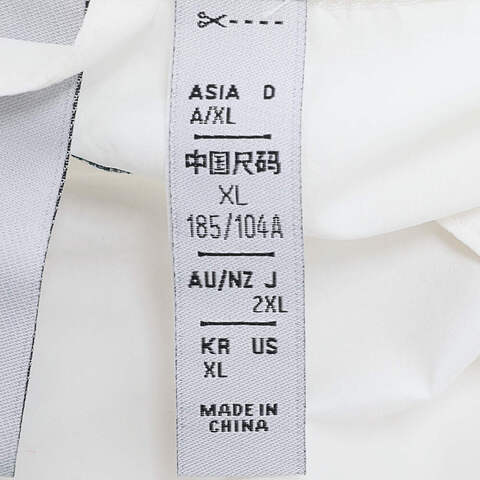 ASIA D
A/XL
中国尺码
XL
185/104A
AU/NZ J
2XL
KR US
XL
MADE IN
CHINA